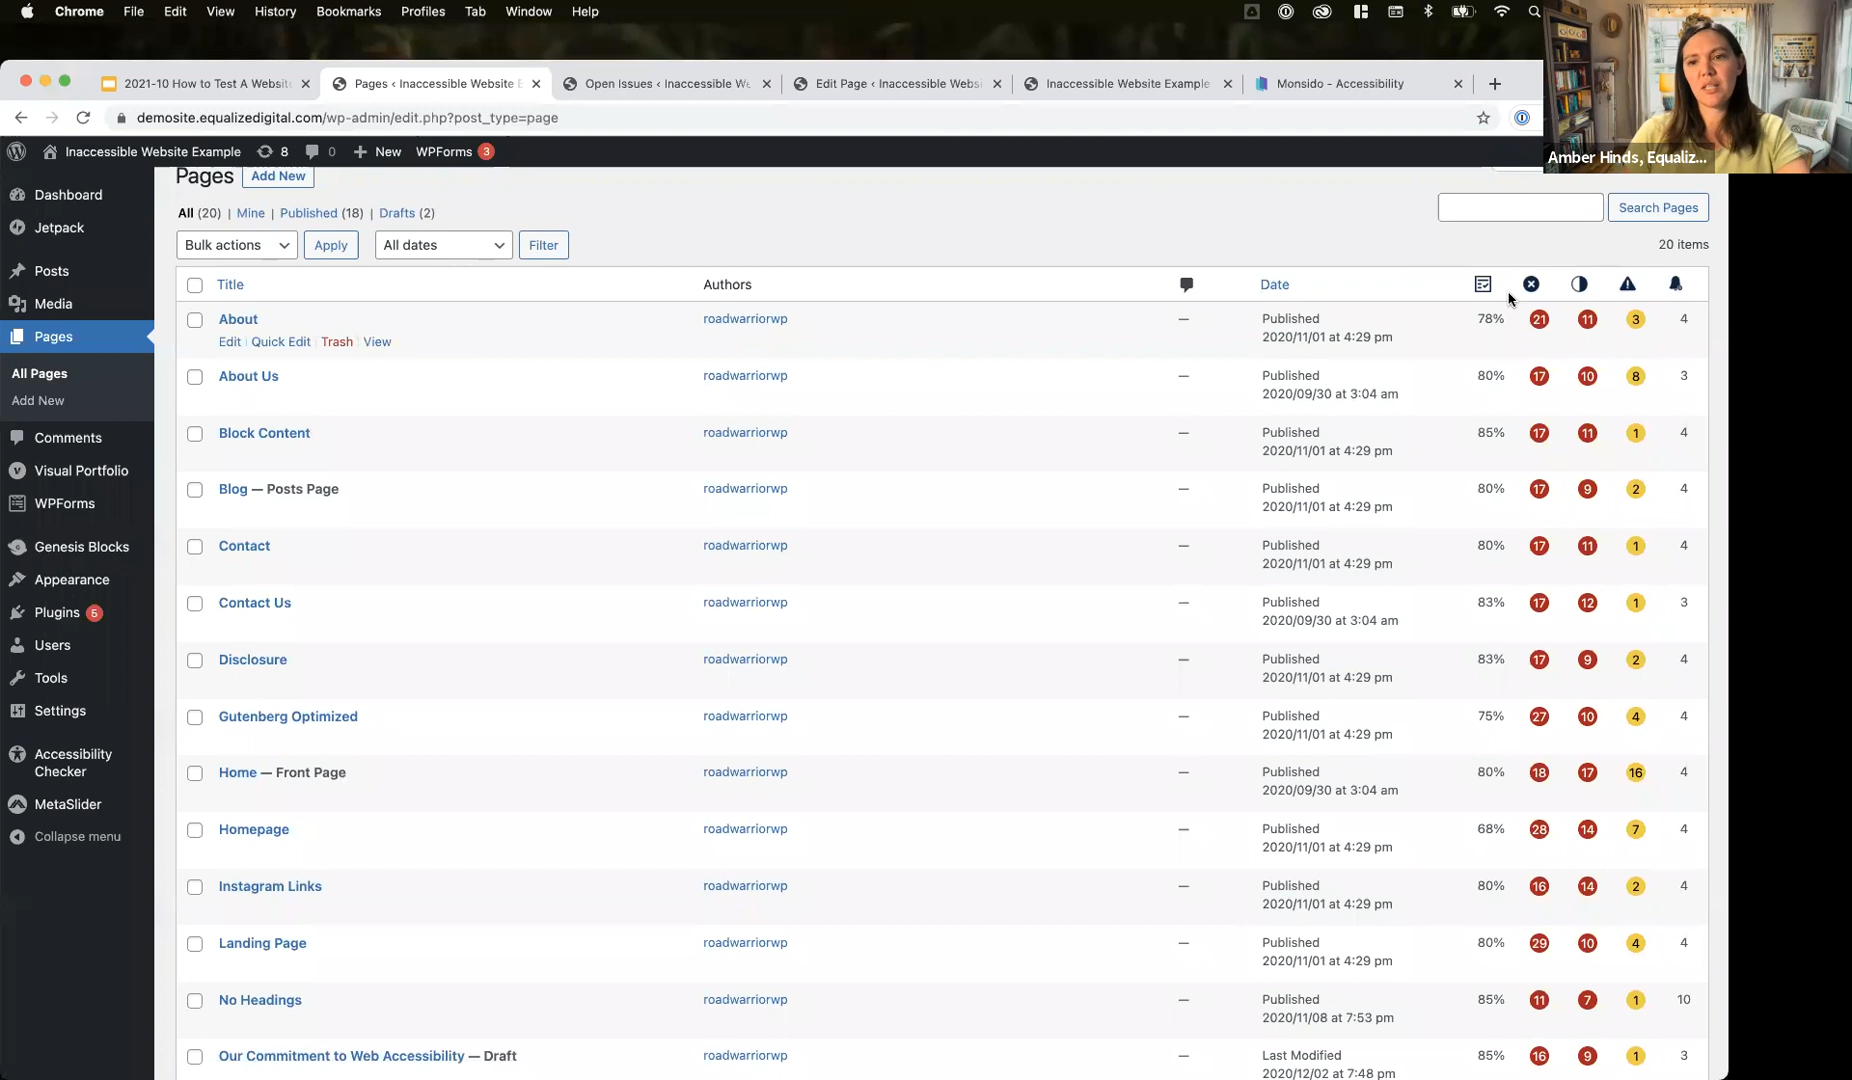 Chrome File Edit View History Bookmarks Profiles Tab Window Help
2021-10 How to Test A Website
Pages ‹ Inaccessible Website E
Open Issues ‹ Inaccessible We
Edit Page ‹ Inaccessible Websi
Inaccessible Website Example
Monsido - Accessibility
demosite.equalizedigital.com/wp-admin/edit.php?post_type=page
Amber Hinds, Equaliz...
Inaccessible Website Example 8 0 New WPForms 3
Dashboard
Jetpack
Posts
Media
Pages
All Pages
Add New
Comments
Visual Portfolio
WPForms
Genesis Blocks
Appearance
Plugins 5
Users
Tools
Settings
Accessibility
Checker
MetaSlider
Collapse menu
Pages Add New
All (20) | Mine | Published (18) | Drafts (2)
Search Pages
Bulk actions Apply All dates Filter
20 items
Title Authors Date
About roadwarriorwp — Published 78% 21 11 3 4
Edit | Quick Edit | Trash | View 2020/11/01 at 4:29 pm
About Us roadwarriorwp — Published 80% 17 10 8 3
2020/09/30 at 3:04 am
Block Content roadwarriorwp — Published 85% 17 11 1 4
2020/11/01 at 4:29 pm
Blog — Posts Page roadwarriorwp — Published 80% 17 9 2 4
2020/11/01 at 4:29 pm
Contact roadwarriorwp — Published 80% 17 11 1 4
2020/11/01 at 4:29 pm
Contact Us roadwarriorwp — Published 83% 17 12 1 3
2020/09/30 at 3:04 am
Disclosure roadwarriorwp — Published 83% 17 9 2 4
2020/11/01 at 4:29 pm
Gutenberg Optimized roadwarriorwp — Published 75% 27 10 4 4
2020/11/01 at 4:29 pm
Home — Front Page roadwarriorwp — Published 80% 18 17 16 4
2020/09/30 at 3:04 am
Homepage roadwarriorwp — Published 68% 28 14 7 4
2020/11/01 at 4:29 pm
Instagram Links roadwarriorwp — Published 80% 16 14 2 4
2020/11/01 at 4:29 pm
Landing Page roadwarriorwp — Published 80% 29 10 4 4
2020/11/01 at 4:29 pm
No Headings roadwarriorwp — Published 85% 11 7 1 10
2020/11/08 at 7:53 pm
Our Commitment to Web Accessibility — Draft roadwarriorwp — Last Modified 85% 16 9 1 3
2020/12/02 at 7:48 pm